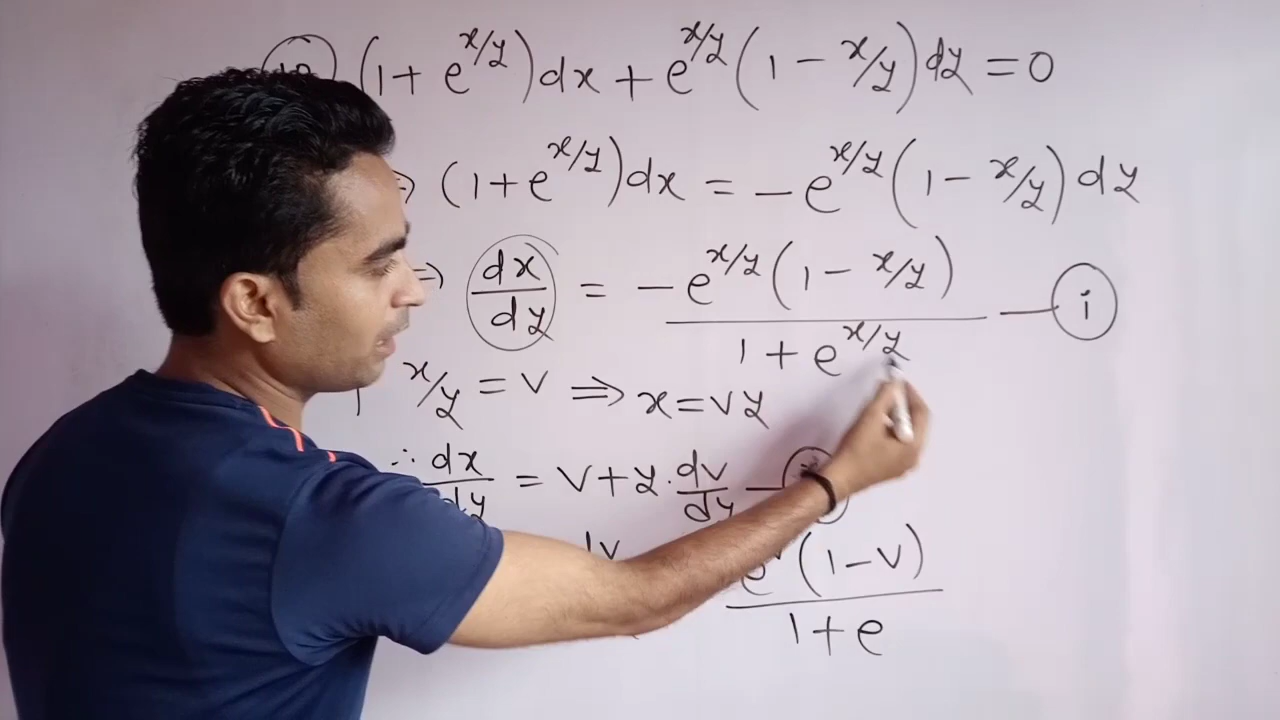 (1 + e^{x/y}) dx + e^{x/y} (1 - x/y) dy = 0
⇒ (1 + e^{x/y}) dx = - e^{x/y} (1 - x/y) dy
⇒ dx/dy = - e^{x/y} (1 - x/y) / 1 + e^{x/y} — i
x/y = v ⇒ x = vy
∴ dx/dy = v + y · dv/dy —
dv e^v (1 - v) / 1 + e